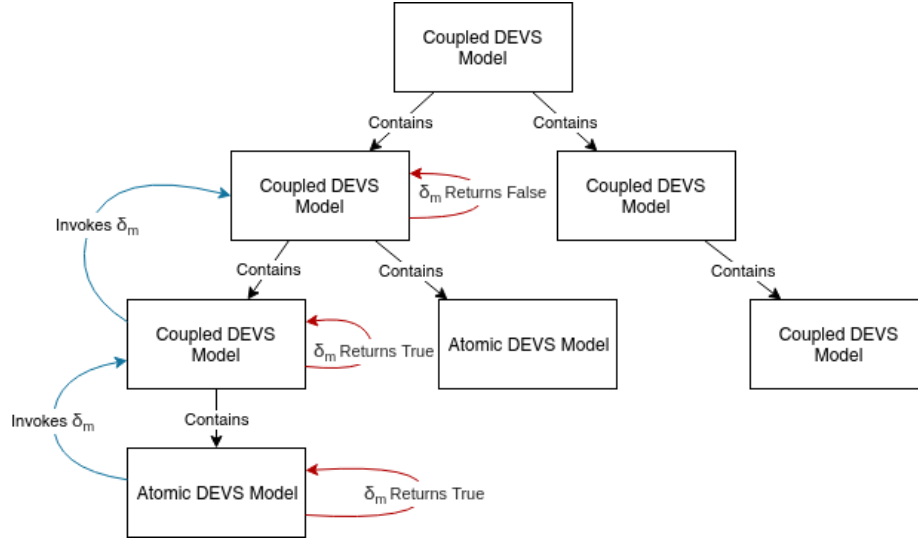 Coupled DEVS
Model
Contains
Contains
Coupled DEVS
Model
δm Returns False
Coupled DEVS
Model
Invokes δm
Contains
Contains
Contains
Coupled DEVS
Model
δm Returns True
Atomic DEVS Model
Coupled DEVS
Model
Invokes δm
Contains
Atomic DEVS Model
δm Returns True